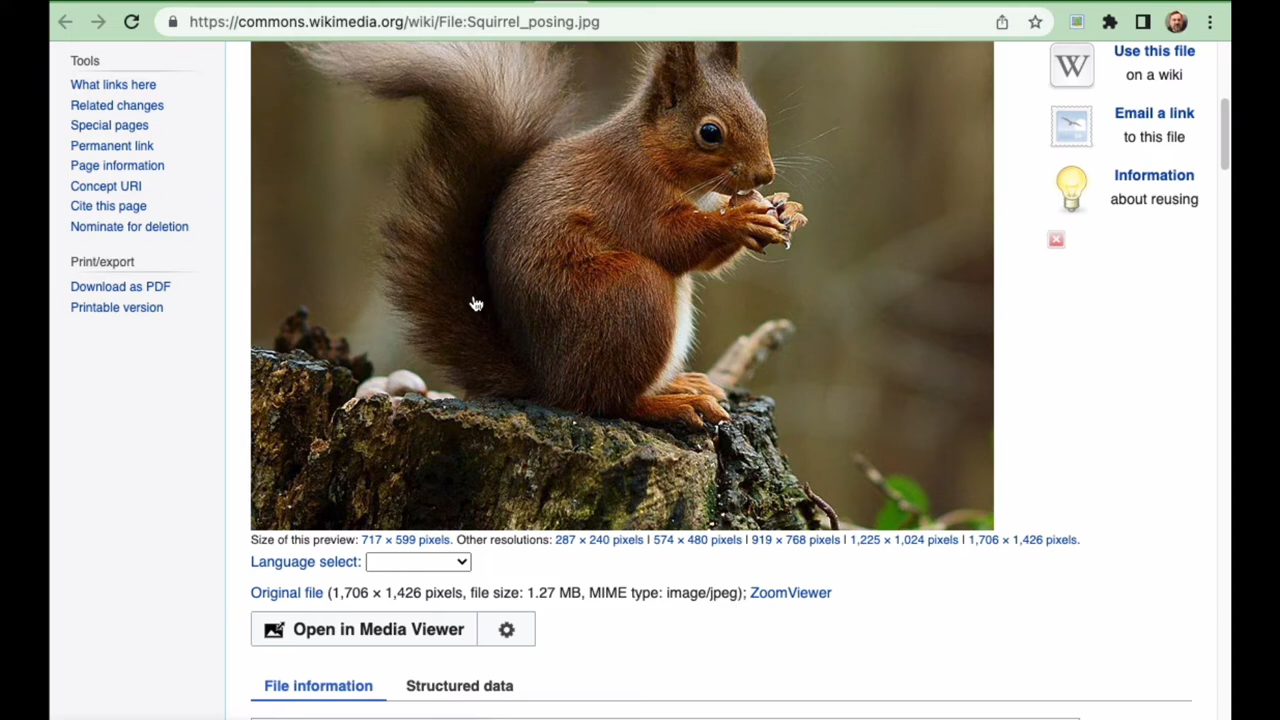 https://commons.wikimedia.org/wiki/File:Squirrel_posing.jpg
Tools
What links here
Related changes
Special pages
Permanent link
Page information
Concept URI
Cite this page
Nominate for deletion
Print/export
Download as PDF
Printable version
W
Use this file
on a wiki
Email a link
to this file
Information
about reusing
Size of this preview: 717 × 599 pixels. Other resolutions: 287 × 240 pixels | 574 × 480 pixels | 919 × 768 pixels | 1,225 × 1,024 pixels | 1,706 × 1,426 pixels.
Language select:
Original file (1,706 × 1,426 pixels, file size: 1.27 MB, MIME type: image/jpeg); ZoomViewer
Open in Media Viewer
File information Structured data